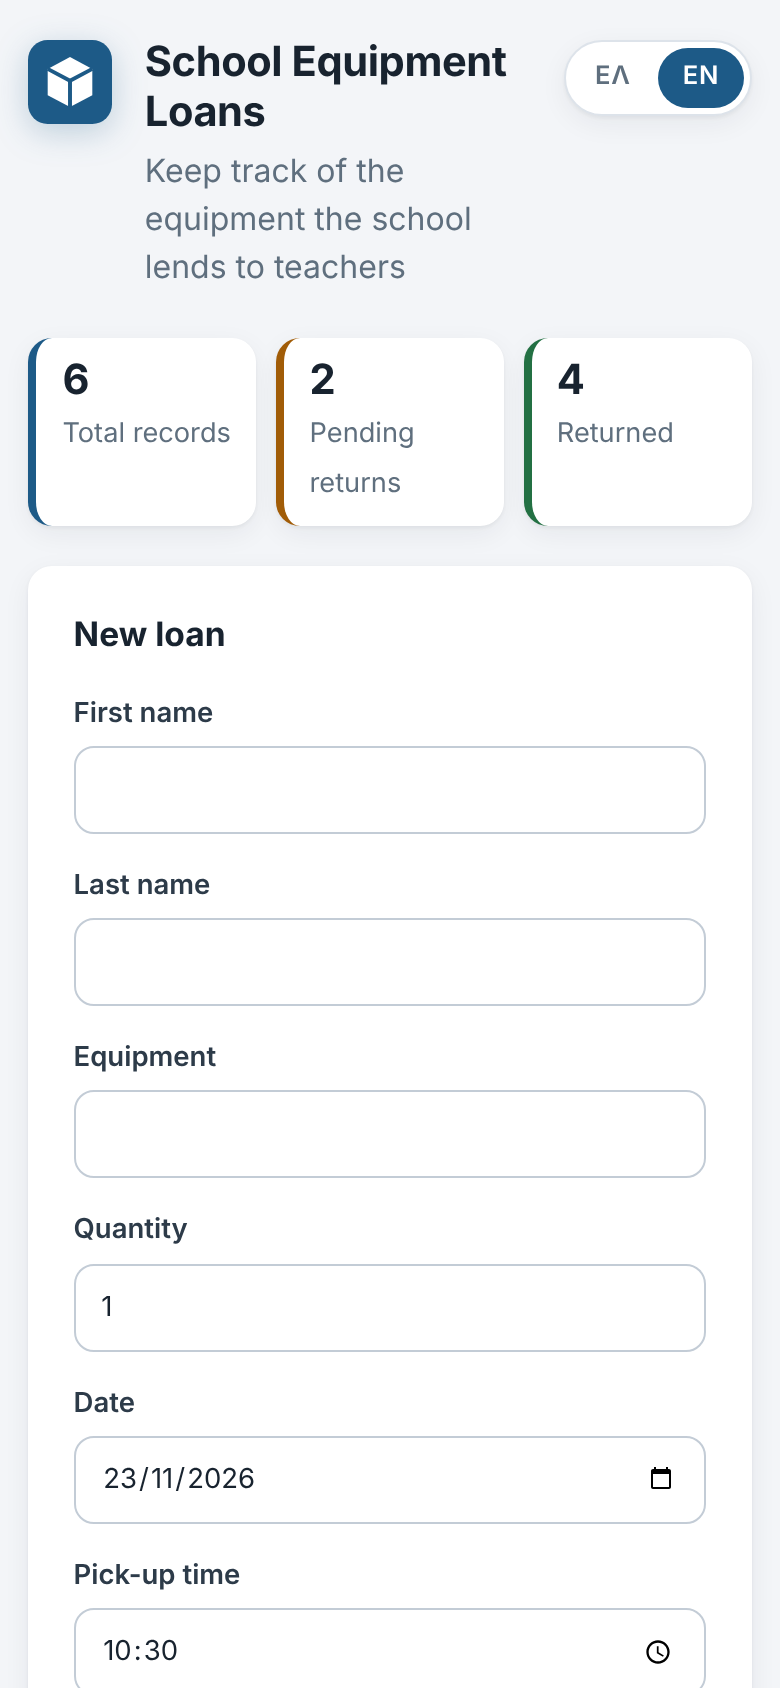 School Equipment
Loans
ΕΛ
EN
Keep track of the
equipment the school
lends to teachers
6
Total records
2
Pending
returns
4
Returned
New loan
First name
Last name
Equipment
Quantity
1
Date
23/11/2026
Pick-up time
10:30